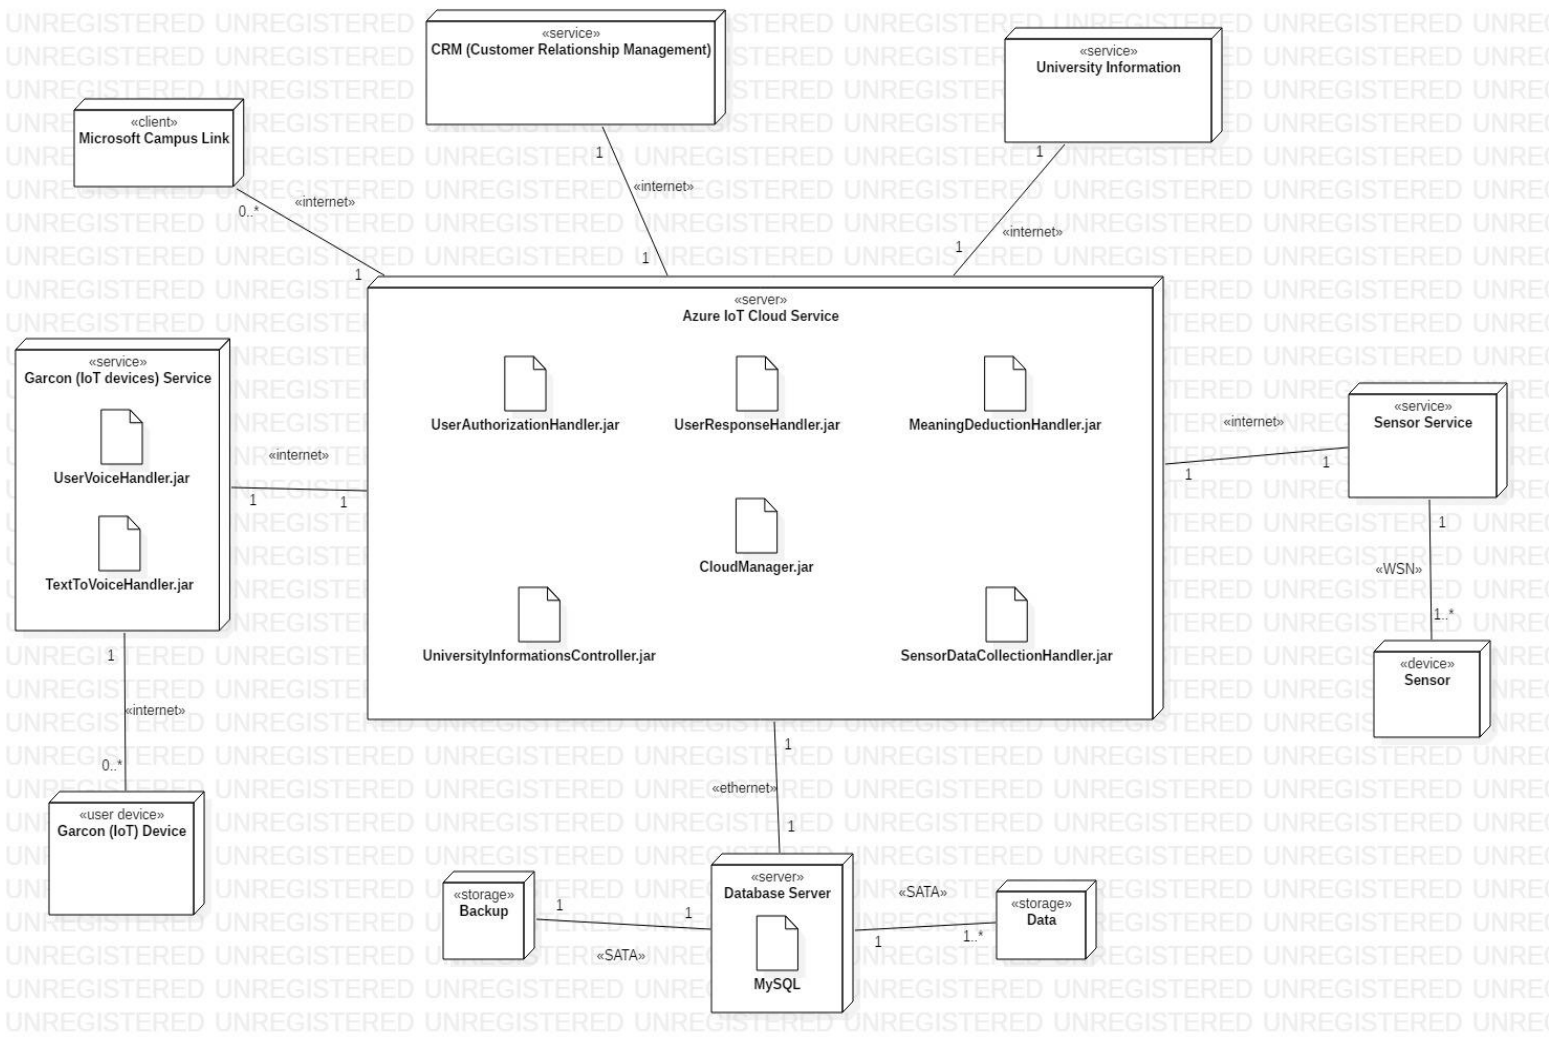 «service»
CRM (Customer Relationship Management)
«service»
University Information
«client»
Microsoft Campus Link
1
1
«internet»
«internet»
0..*
«internet»
1
1
1
«server»
Azure IoT Cloud Service
UserAuthorizationHandler.jar
UserResponseHandler.jar
MeaningDeductionHandler.jar
CloudManager.jar
UniversityInformationsController.jar
SensorDataCollectionHandler.jar
«service»
Garcon (IoT devices) Service
UserVoiceHandler.jar
TextToVoiceHandler.jar
«internet»
1
1
«service»
Sensor Service
«internet»
1
1
1
«WSN»
1..*
«device»
Sensor
1
«internet»
0..*
«user device»
Garcon (IoT) Device
1
«ethernet»
1
«server»
Database Server
MySQL
«storage»
Backup
1
1
«SATA»
«SATA»
1
1..*
«storage»
Data
UNREGISTERED